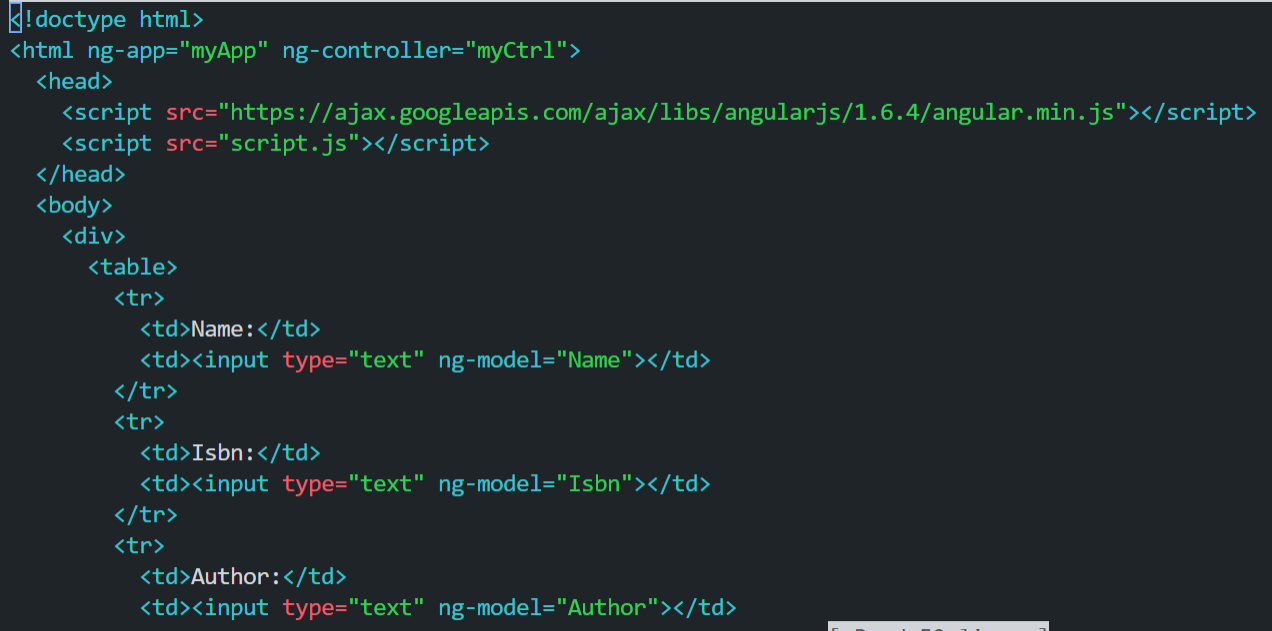 <!doctype html>
<html ng-app="myApp" ng-controller="myCtrl">
  <head>
    <script src="https://ajax.googleapis.com/ajax/libs/angularjs/1.6.4/angular.min.js"></script>
    <script src="script.js"></script>
  </head>
  <body>
    <div>
      <table>
        <tr>
          <td>Name:</td>
          <td><input type="text" ng-model="Name"></td>
        </tr>
        <tr>
          <td>Isbn:</td>
          <td><input type="text" ng-model="Isbn"></td>
        </tr>
        <tr>
          <td>Author:</td>
          <td><input type="text" ng-model="Author"></td>